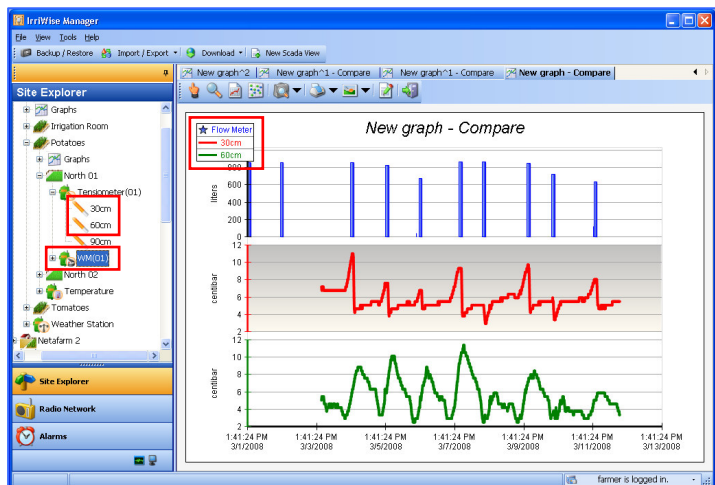 IrriWise Manager
File View Tools Help
Backup / Restore Import / Export Download New Scada View
New graph^2 New graph^1 - Compare New graph^1 - Compare New graph - Compare
Site Explorer
Graphs
Irrigation Room
Potatoes
Graphs
North 01
Tensiometer(01)
30cm
60cm
90cm
WM(01)
North 02
Temperature
Tomatoes
Weather Station
Netafarm 2
Site Explorer
Radio Network
Alarms
New graph - Compare
Flow Meter
30cm
60cm
liters
800
600
400
200
0
centibar
12
10
8
6
4
2
centibar
12
10
8
6
4
2
1:41:24 PM 1:41:24 PM 1:41:24 PM 1:41:24 PM 1:41:24 PM 1:41:24 PM 1:41:24 PM
3/1/2008 3/3/2008 3/5/2008 3/7/2008 3/9/2008 3/11/2008 3/13/2008
farmer is logged in.